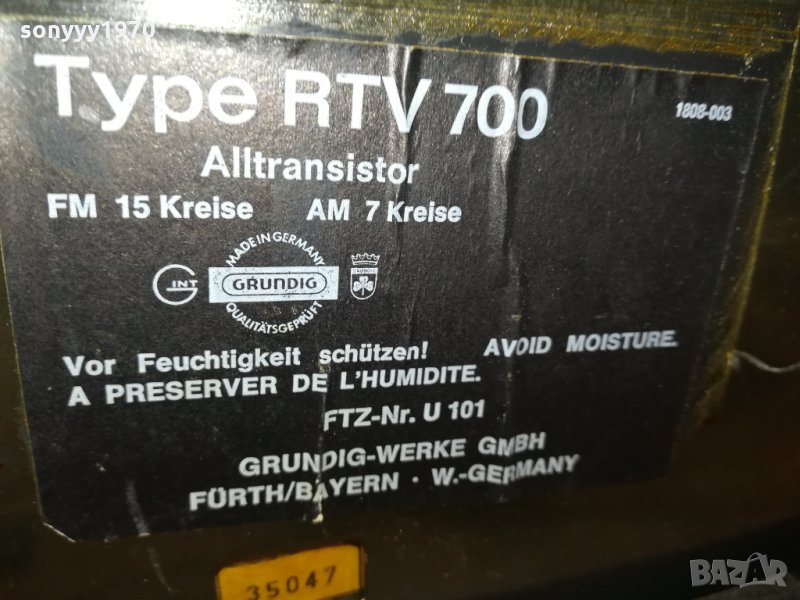 sonyyy1970
Type RTV 700
1808-003
Alltransistor
FM 15 Kreise AM 7 Kreise
MADE IN GERMANY
INT
GRUNDIG
QUALITÄTSGEPRÜFT
Vor Feuchtigkeit schützen! AVOID MOISTURE.
A PRESERVER DE L'HUMIDITE.
FTZ-Nr. U 101
GRUNDIG-WERKE GMBH
FÜRTH/BAYERN · W.-GERMANY
35047
BAZAR